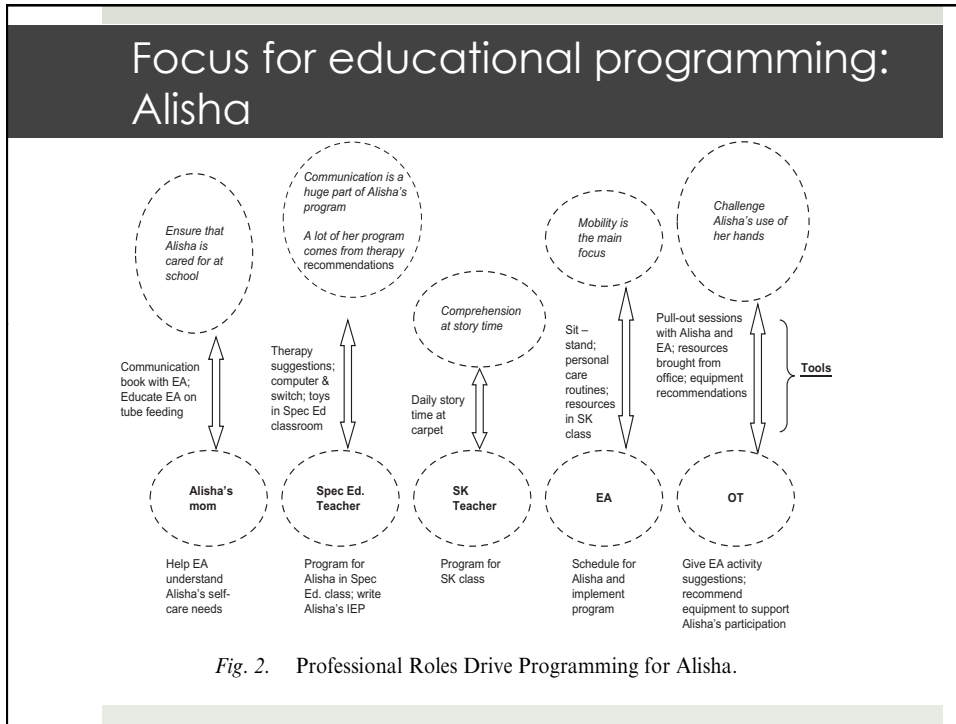 Focus for educational programming:
Alisha
Ensure that
Alisha is
cared for at
school
Communication is a
huge part of Alisha's
program
A lot of her program
comes from therapy
recommendations
Comprehension
at story time
Mobility is
the main
focus
Challenge
Alisha's use of
her hands
Communication
book with EA;
Educate EA on
tube feeding
Therapy
suggestions;
computer &
switch; toys
in Spec Ed
classroom
Daily story
time at
carpet
Sit –
stand;
personal
care
routines;
resources
in SK
class
Pull-out sessions
with Alisha and
EA; resources
brought from
office; equipment
recommendations
Tools
Alisha's
mom
Spec Ed.
Teacher
SK
Teacher
EA
OT
Help EA
understand
Alisha's self-
care needs
Program for
Alisha in Spec
Ed. class; write
Alisha's IEP
Program for
SK class
Schedule for
Alisha and
implement
program
Give EA activity
suggestions;
recommend
equipment to support
Alisha's participation
Fig. 2. Professional Roles Drive Programming for Alisha.